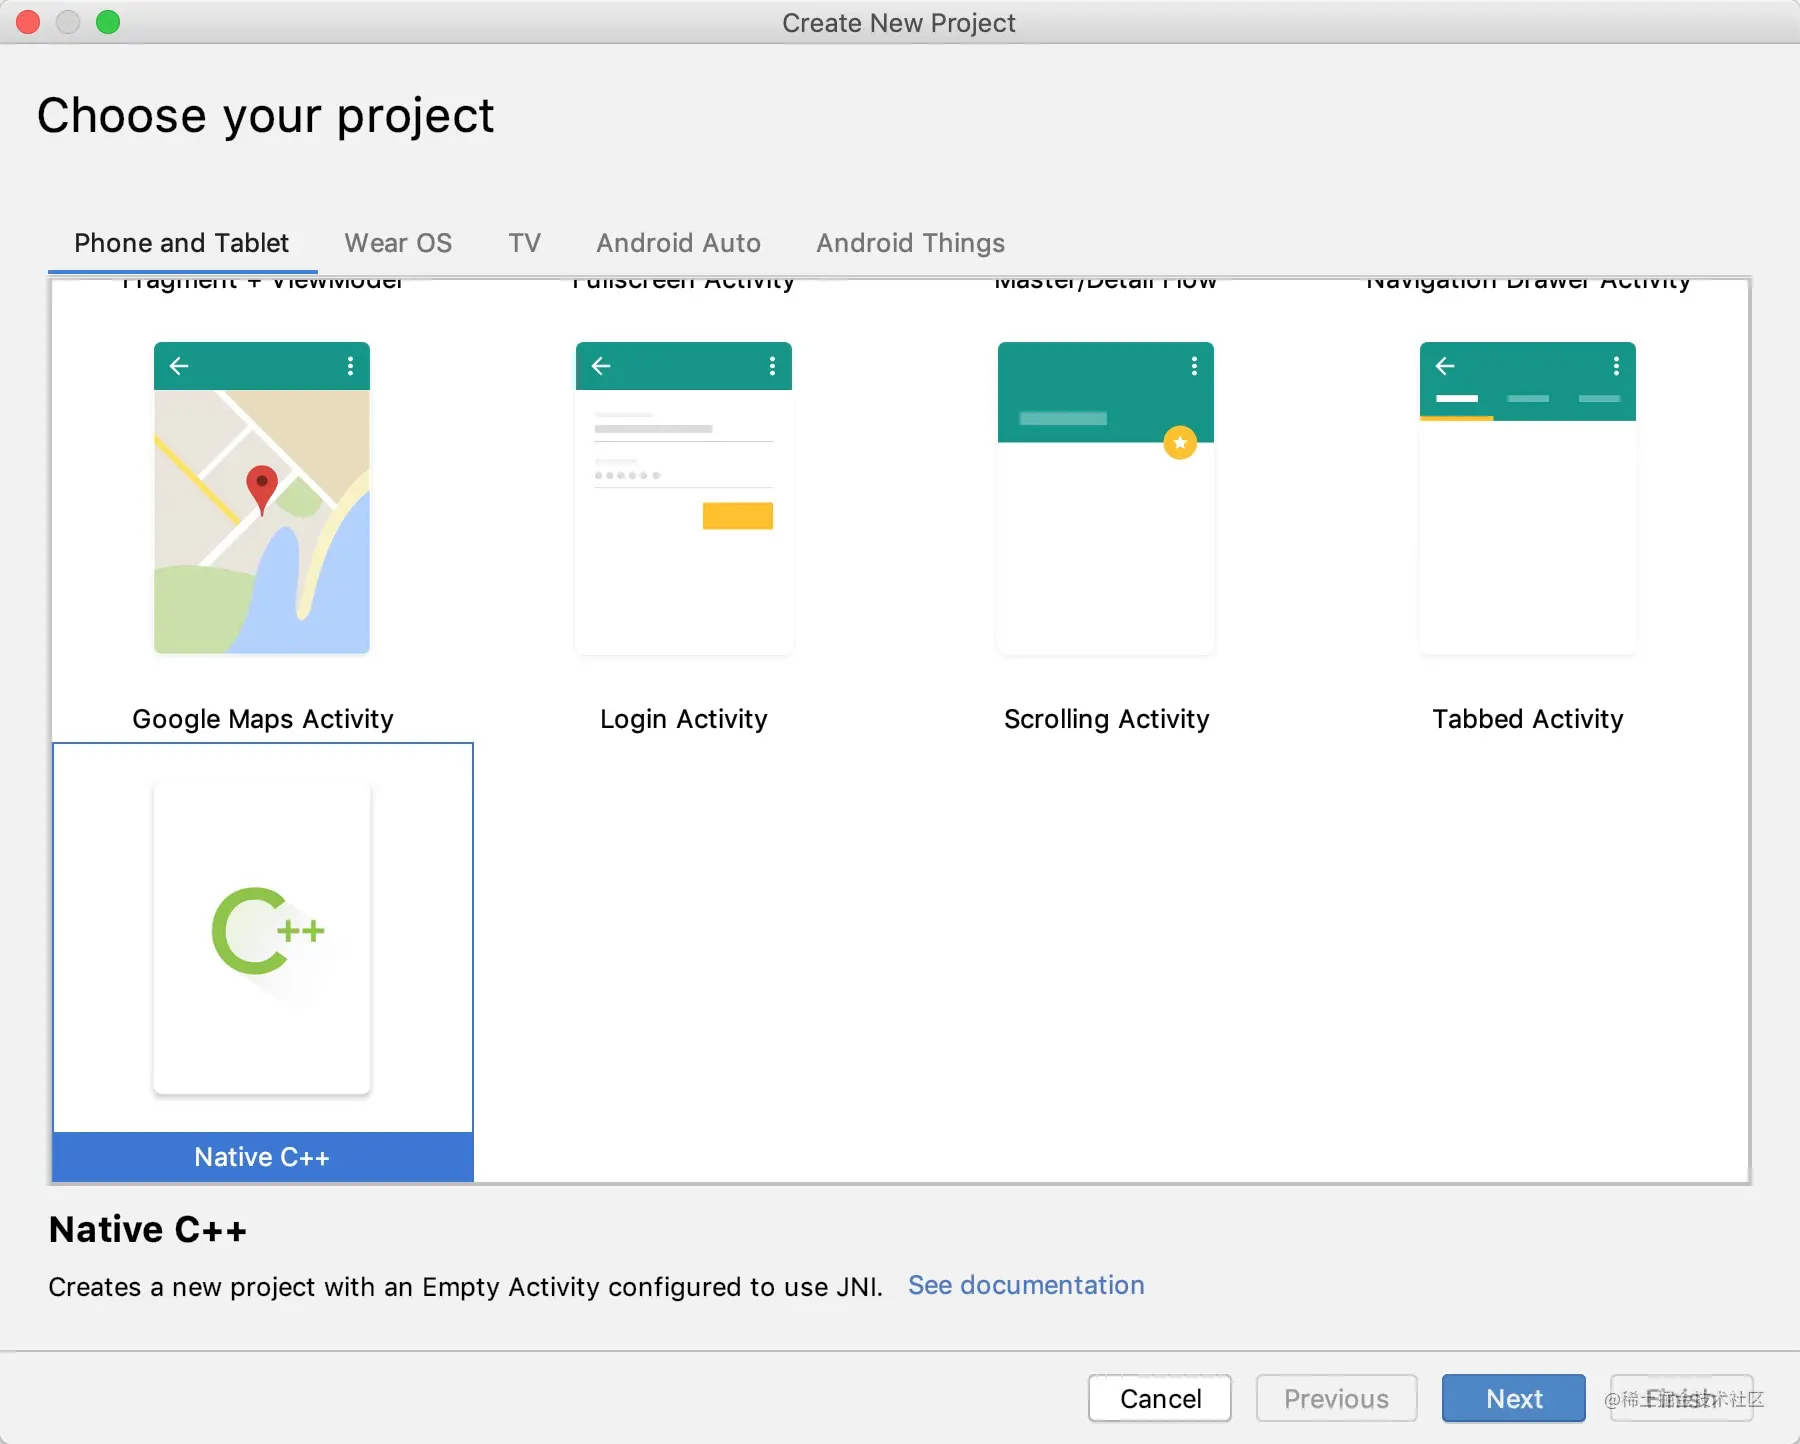 Create New Project
Choose your project
Phone and Tablet Wear OS TV Android Auto Android Things
Fragment + ViewModel Fullscreen Activity Master/Detail Flow Navigation Drawer Activity
Google Maps Activity Login Activity Scrolling Activity Tabbed Activity
C++
Native C++
Native C++
Creates a new project with an Empty Activity configured to use JNI. See documentation
Cancel Previous Next Finish
@稀土掘金技术社区